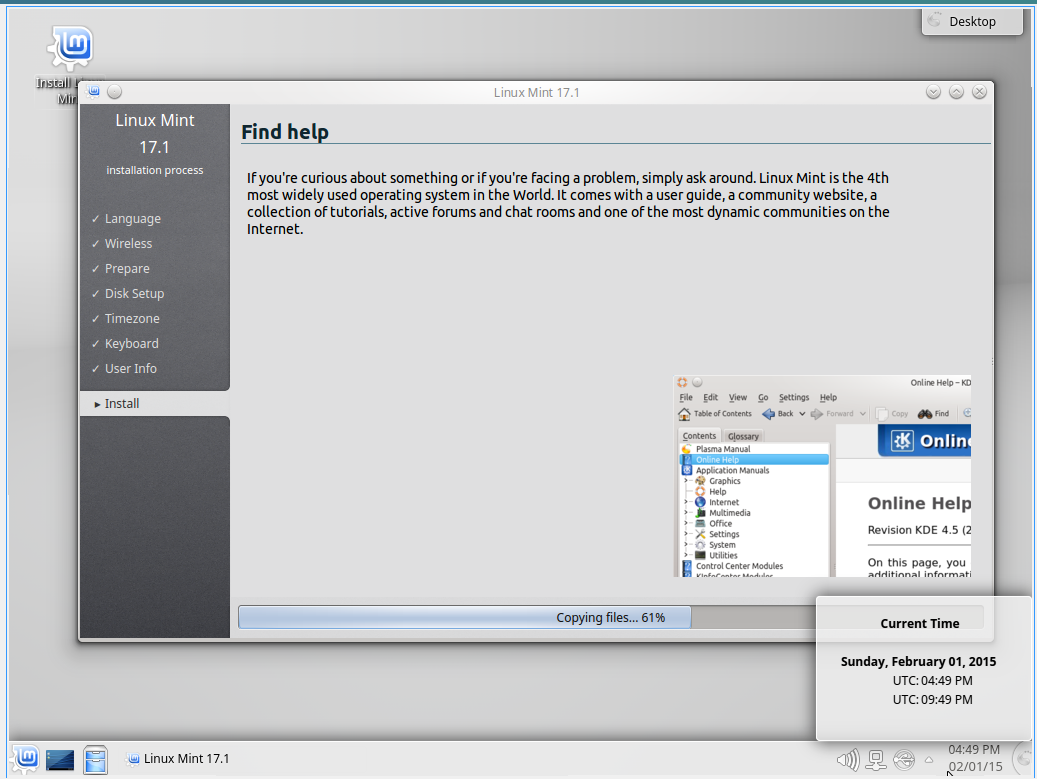 Desktop
Install L
Min
Linux Mint 17.1
Linux Mint
17.1
installation process
✓ Language
✓ Wireless
✓ Prepare
✓ Disk Setup
✓ Timezone
✓ Keyboard
✓ User Info
▸ Install
Find help
If you're curious about something or if you're facing a problem, simply ask around. Linux Mint is the 4th
most widely used operating system in the World. It comes with a user guide, a community website, a
collection of tutorials, active forums and chat rooms and one of the most dynamic communities on the
Internet.
Online Help – KD
File Edit View Go Settings Help
Table of Contents Back Forward Copy Find
Contents Glossary
Plasma Manual
Online Help
Application Manuals
Graphics
Help
Internet
Multimedia
Office
Settings
System
Utilities
Control Center Modules
KInfoCenter Modules
Onlin
Online Help
Revision KDE 4.5 (2
On this page, you
additional informati
Copying files... 61%
Current Time
Sunday, February 01, 2015
UTC: 04:49 PM
UTC: 09:49 PM
Linux Mint 17.1
04:49 PM
02/01/15